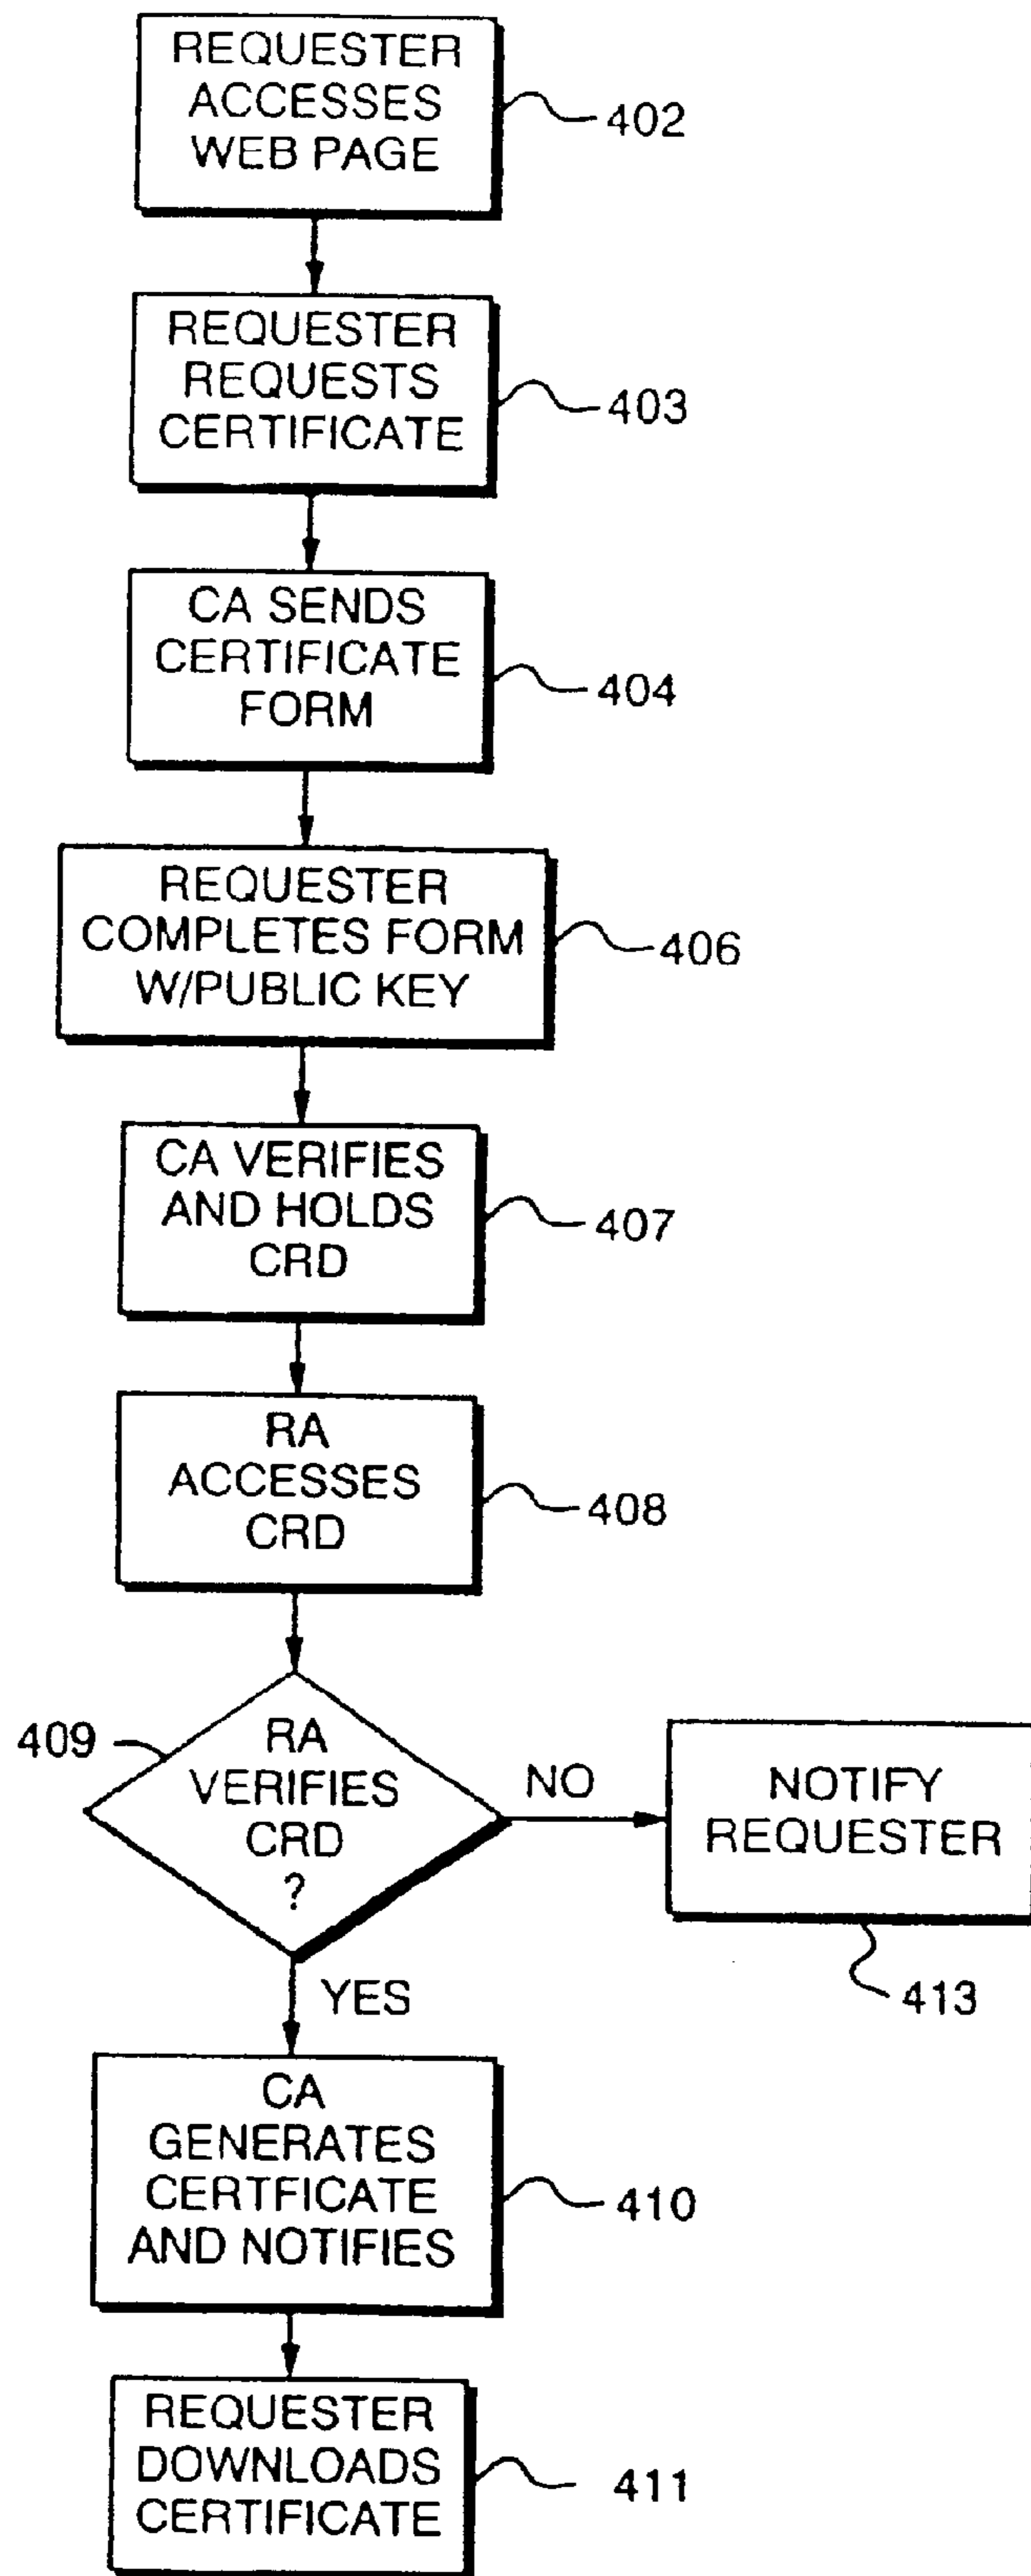 REQUESTER
ACCESSES
WEB PAGE
402
REQUESTER
REQUESTS
CERTIFICATE
403
CA SENDS
CERTIFICATE
FORM
404
REQUESTER
COMPLETES FORM
W/PUBLIC KEY
406
CA VERIFIES
AND HOLDS
CRD
407
RA
ACCESSES
CRD
408
409
RA
VERIFIES
CRD
?
NO
NOTIFY
REQUESTER
413
YES
CA
GENERATES
CERTFICATE
AND NOTIFIES
410
REQUESTER
DOWNLOADS
CERTIFICATE
411